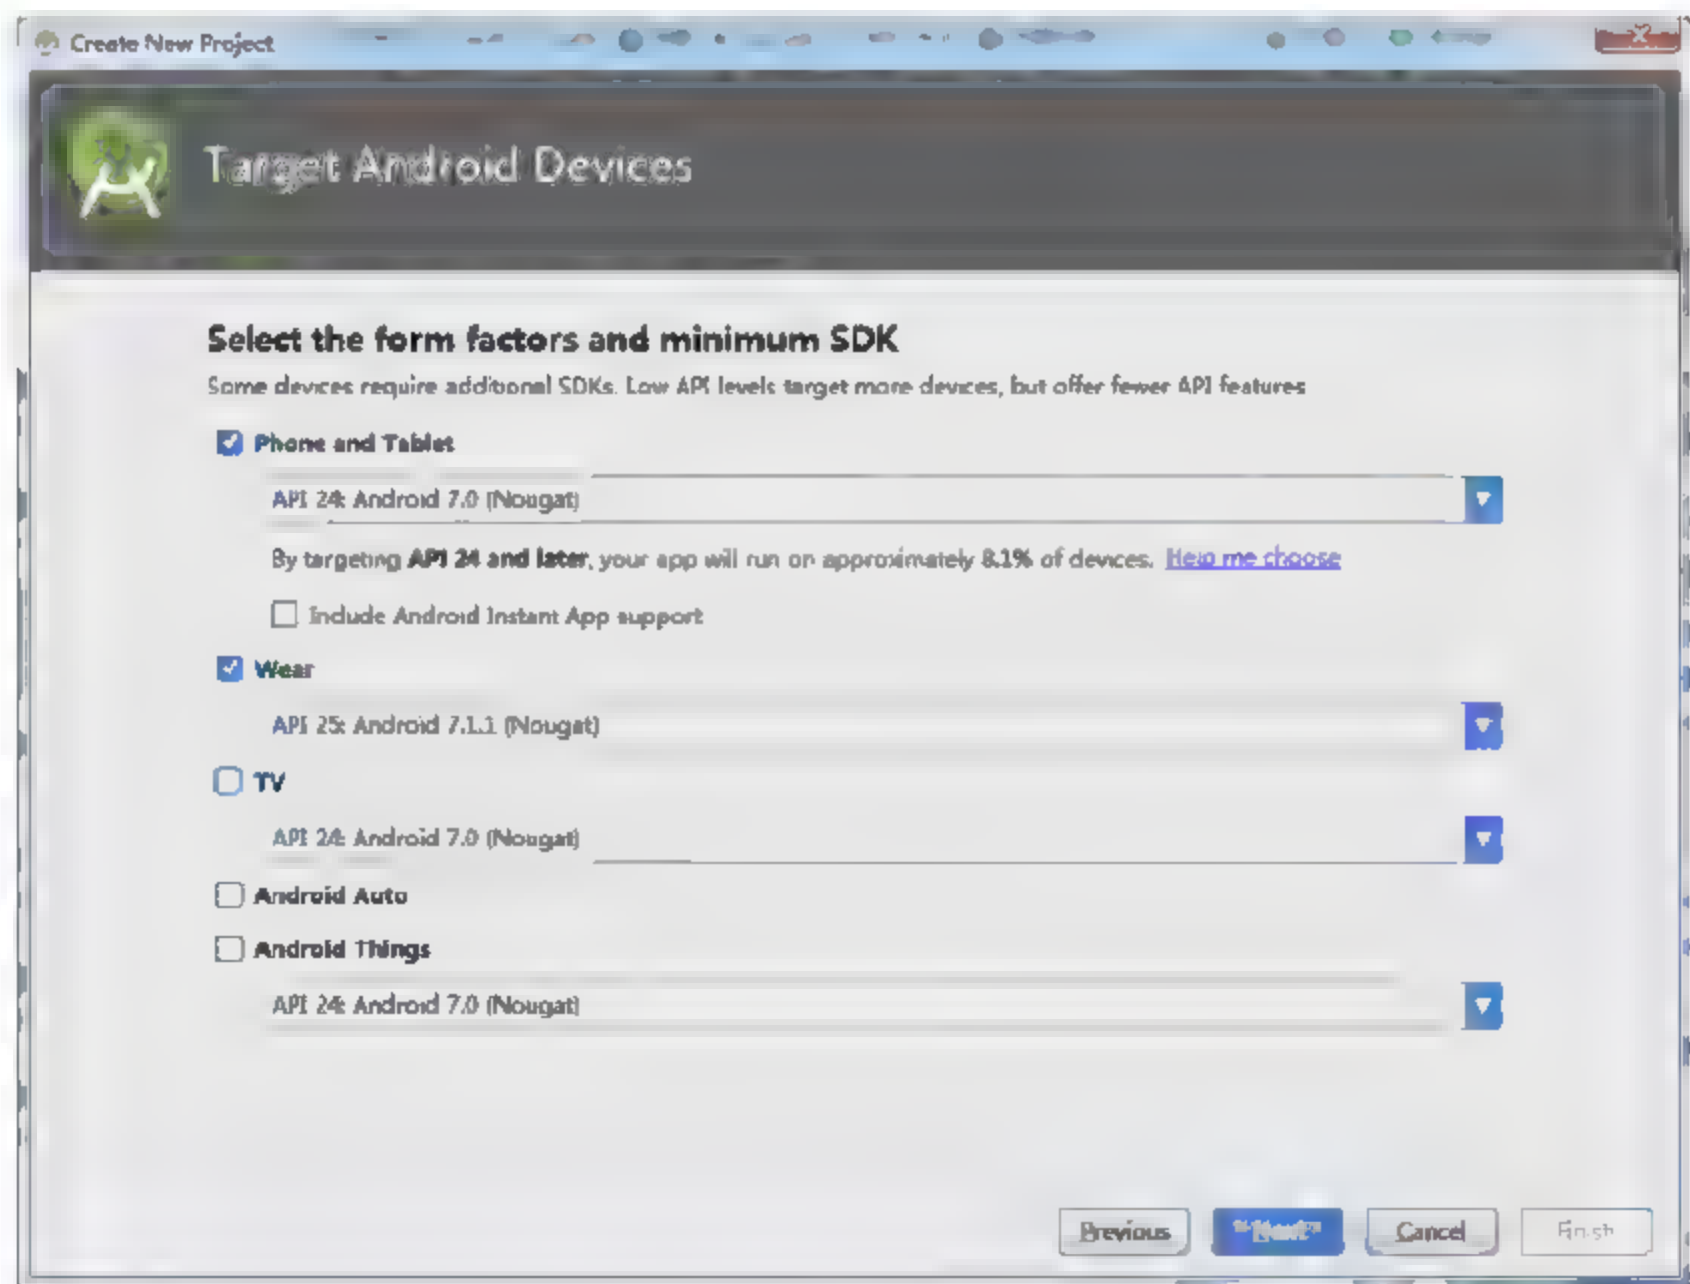 Create New Project
Target Android Devices
Select the form factors and minimum SDK
Some devices require additional SDKs. Low API levels target more devices, but offer fewer API features
Phone and Tablet
API 24: Android 7.0 (Nougat)
By targeting API 24 and later, your app will run on approximately 8.1% of devices. Help me choose
Include Android Instant App support
Wear
API 25: Android 7.1.1 (Nougat)
TV
API 24: Android 7.0 (Nougat)
Android Auto
Android Things
API 24: Android 7.0 (Nougat)
Previous Next Cancel Finish